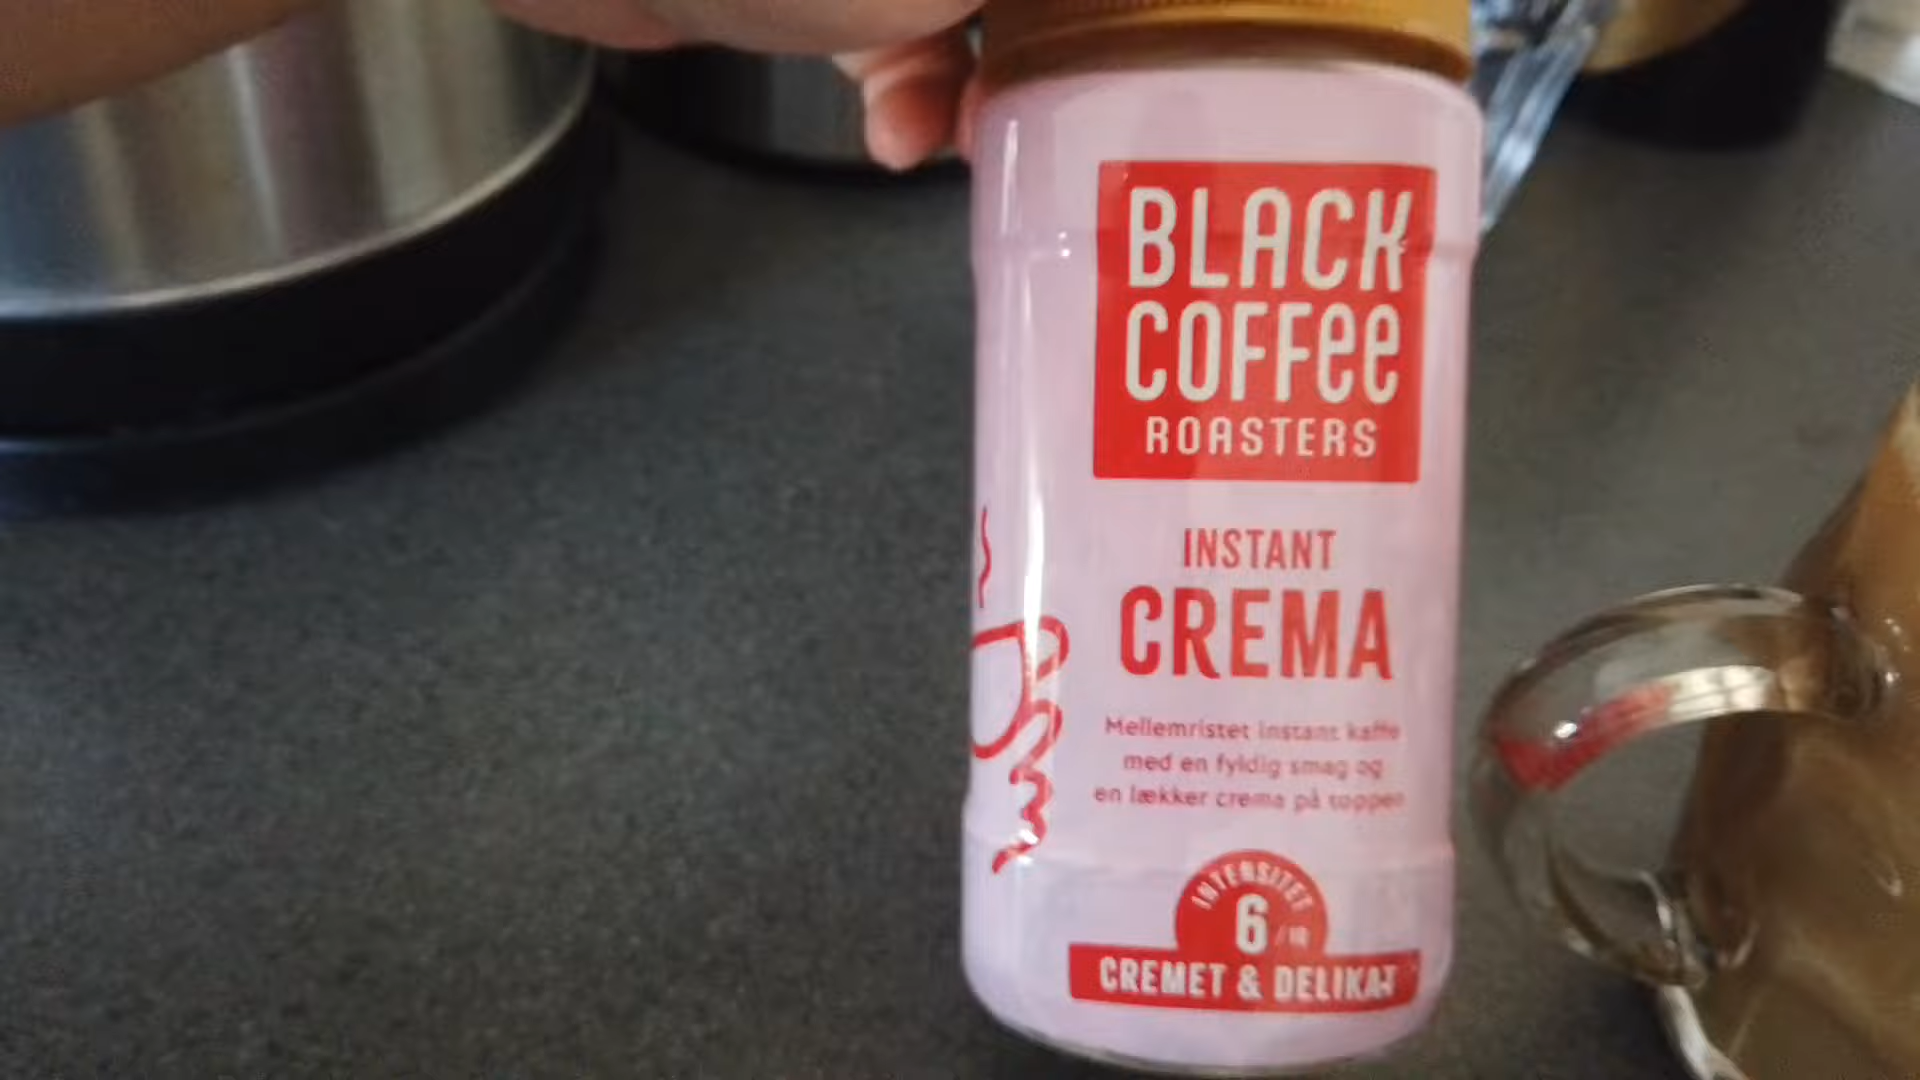 BLACK
COFFee
ROASTERS
INSTANT
CREMA
Mellemristet instant kaffe
med en fyldig smag og
en lækker crema på toppen
INTENSITET
6 / 10
CREMET & DELIKAT